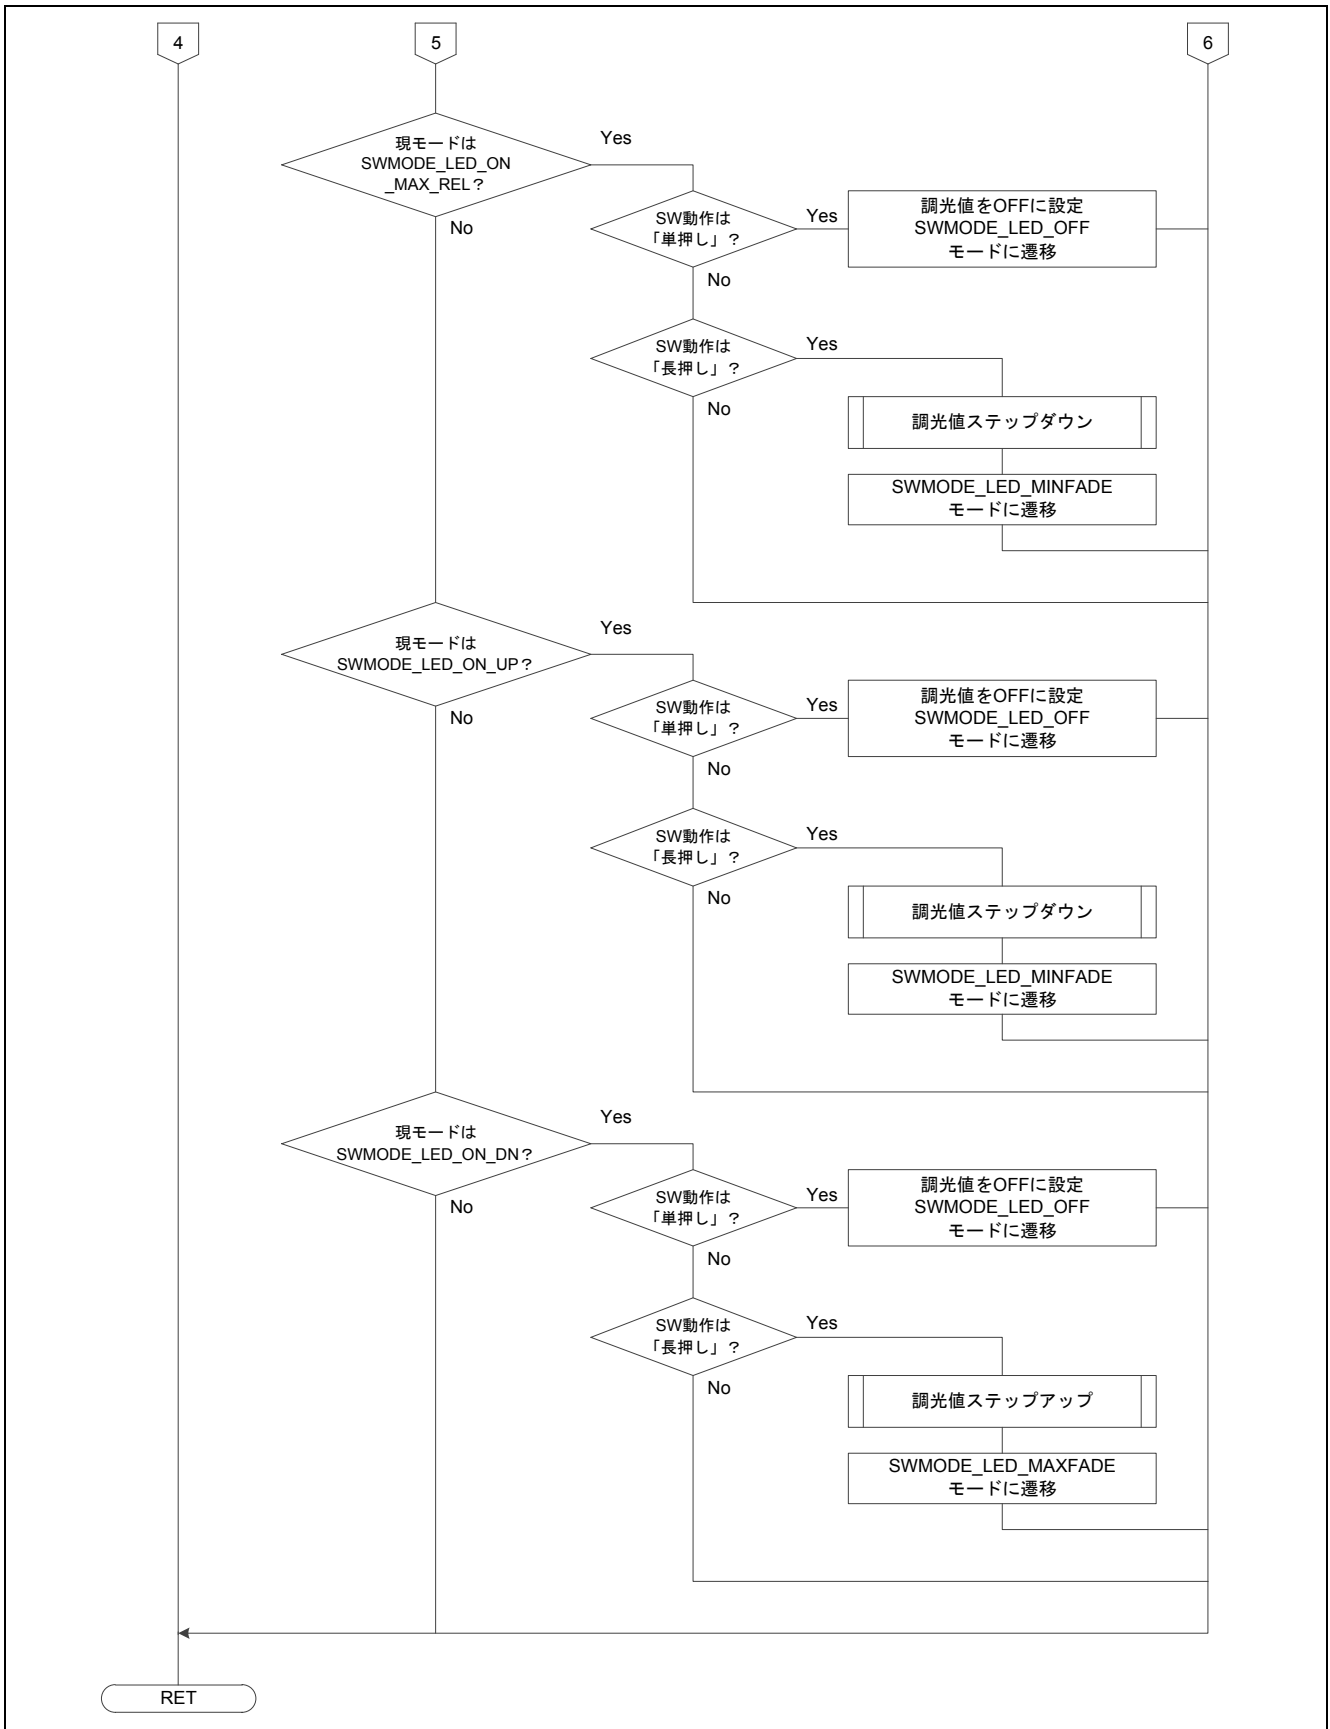 4
5
6
現モードは
SWMODE_LED_ON
_MAX_REL？
Yes
No
SW動作は
「単押し」？
Yes
No
調光値をOFFに設定
SWMODE_LED_OFF
モードに遷移
SW動作は
「長押し」？
Yes
No
調光値ステップダウン
SWMODE_LED_MINFADE
モードに遷移
現モードは
SWMODE_LED_ON_UP？
Yes
No
SW動作は
「単押し」？
Yes
No
調光値をOFFに設定
SWMODE_LED_OFF
モードに遷移
SW動作は
「長押し」？
Yes
No
調光値ステップダウン
SWMODE_LED_MINFADE
モードに遷移
現モードは
SWMODE_LED_ON_DN？
Yes
No
SW動作は
「単押し」？
Yes
No
調光値をOFFに設定
SWMODE_LED_OFF
モードに遷移
SW動作は
「長押し」？
Yes
No
調光値ステップアップ
SWMODE_LED_MAXFADE
モードに遷移
RET